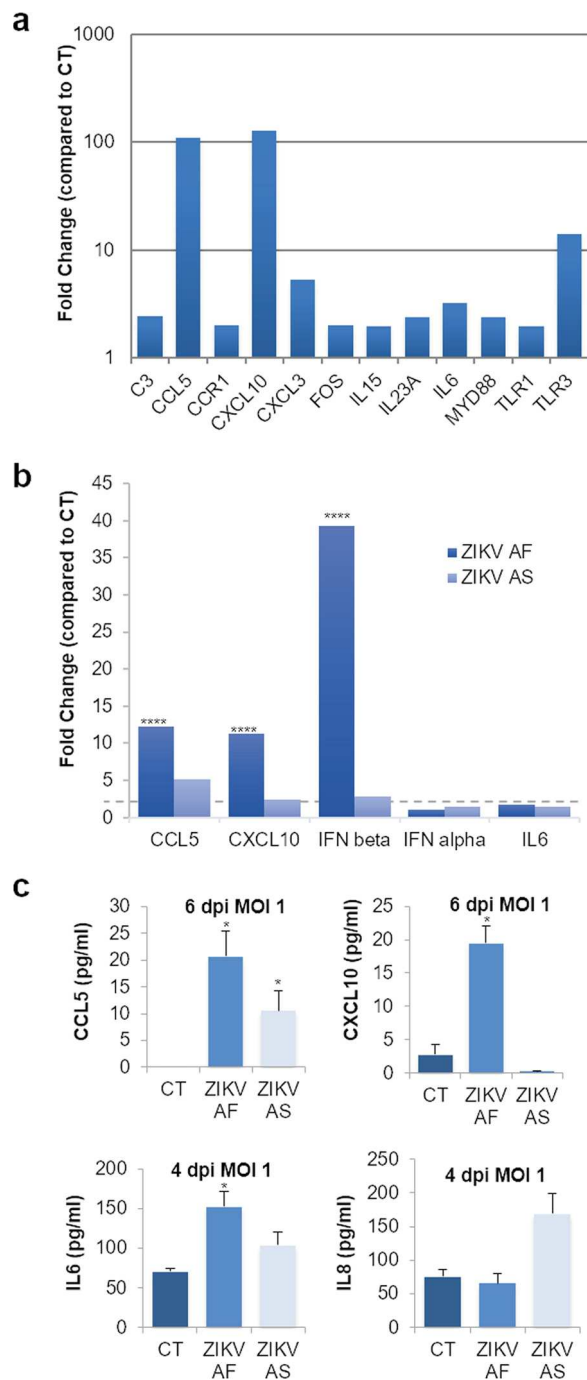 a
Fold Change (compared to CT)
1000
100
10
1
C3 CCL5 CCR1 CXCL10 CXCL3 FOS IL15 IL23A IL6 MYD88 TLR1 TLR3
b
Fold Change (compared to CT)
45
40
35
30
25
20
15
10
5
0
**** **** ****
ZIKV AF
ZIKV AS
CCL5 CXCL10 IFN beta IFN alpha IL6
c
6 dpi MOI 1
CCL5 (pg/ml)
30
25
20
15
10
5
0
* *
CT ZIKV AF ZIKV AS
6 dpi MOI 1
CXCL10 (pg/ml)
25
20
15
10
5
0
*
CT ZIKV AF ZIKV AS
4 dpi MOI 1
IL6 (pg/ml)
200
150
100
50
0
*
CT ZIKV AF ZIKV AS
4 dpi MOI 1
IL8 (pg/ml)
250
200
150
100
50
0
CT ZIKV AF ZIKV AS